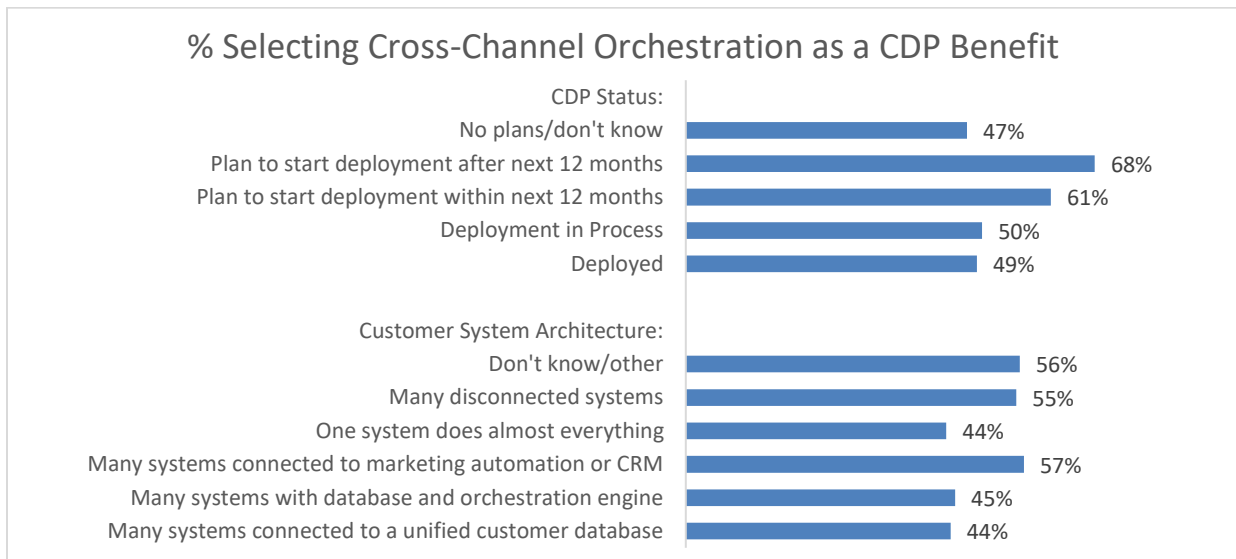 % Selecting Cross-Channel Orchestration as a CDP Benefit
CDP Status:
No plans/don't know 47%
Plan to start deployment after next 12 months 68%
Plan to start deployment within next 12 months 61%
Deployment in Process 50%
Deployed 49%
Customer System Architecture:
Don't know/other 56%
Many disconnected systems 55%
One system does almost everything 44%
Many systems connected to marketing automation or CRM 57%
Many systems with database and orchestration engine 45%
Many systems connected to a unified customer database 44%